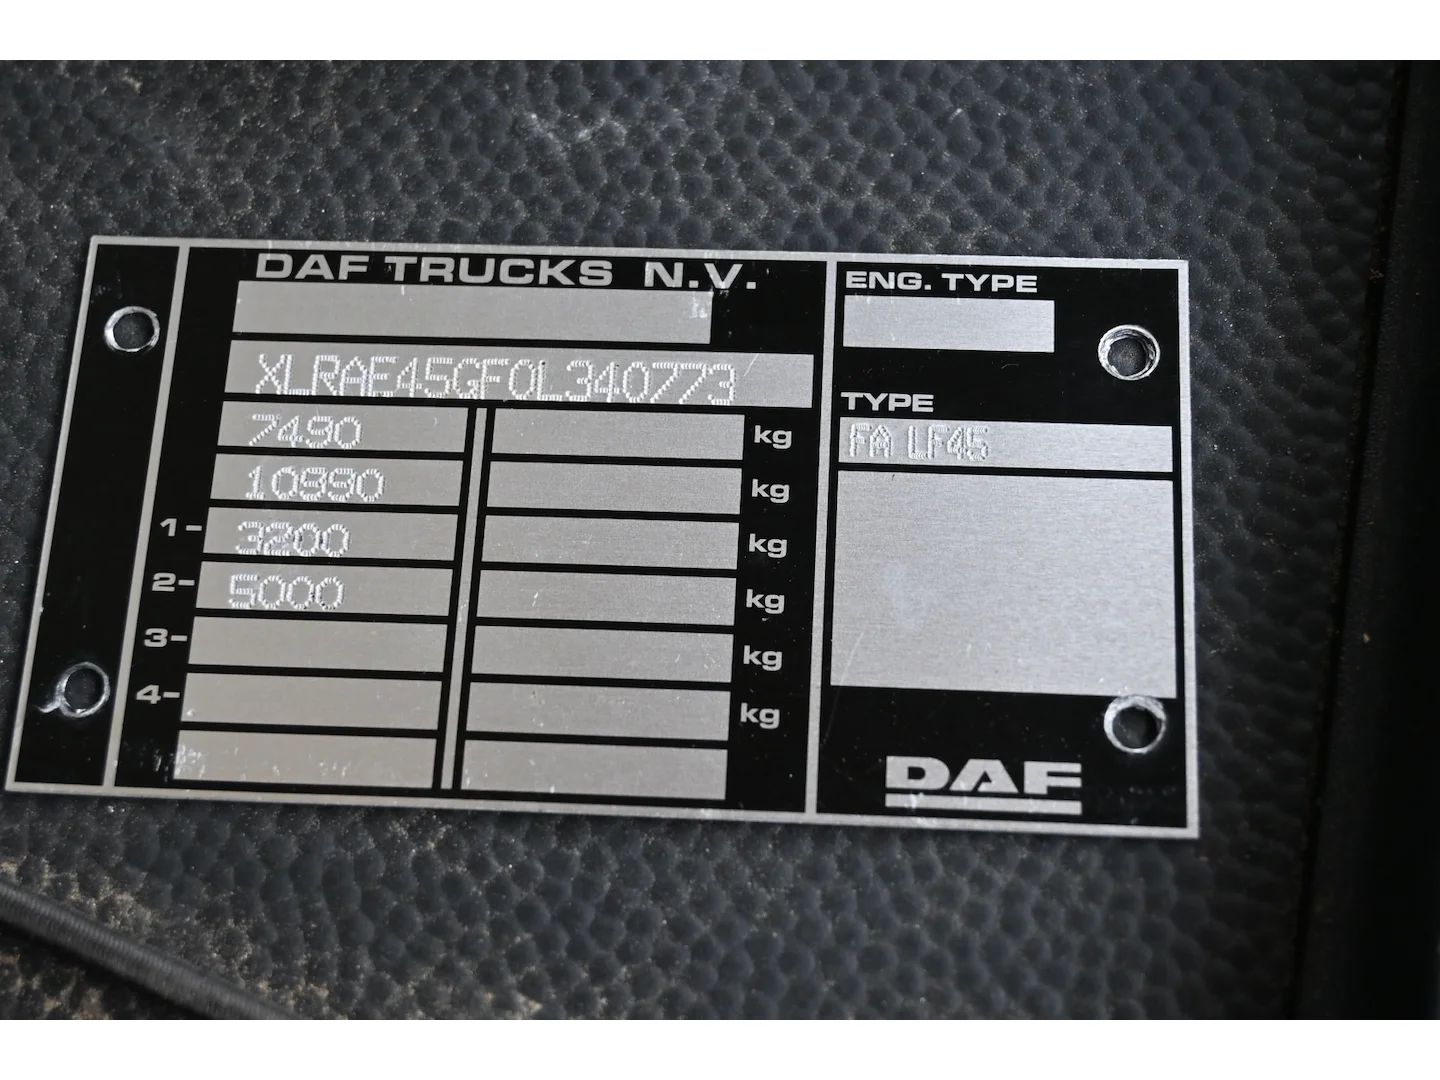 DAF TRUCKS N.V.
XLRAE45GF0L340773
7490 kg
10990 kg
1- 3200 kg
2- 5000 kg
3- kg
4- kg
ENG. TYPE
TYPE
FA LF45
DAF